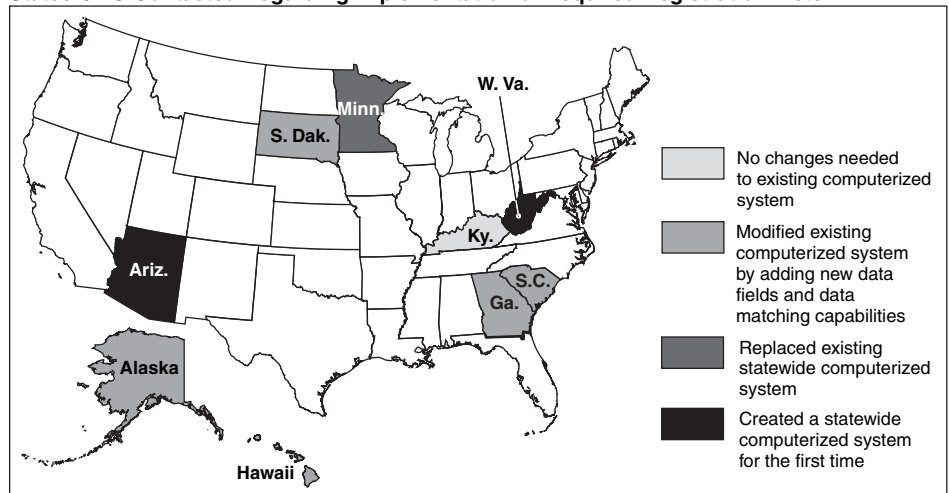 W. Va.
Minn.
S. Dak.
Ky.
Ariz.
S.C.
Ga.
Alaska
Hawaii
No changes needed
to existing computerized
system
Modified existing
computerized system
by adding new data
fields and data
matching capabilities
Replaced existing
statewide computerized
system
Created a statewide
computerized system
for the first time